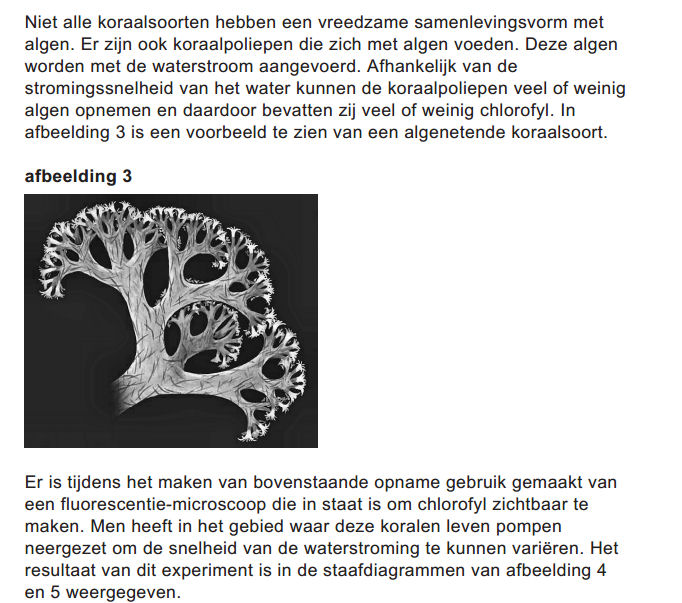 Niet alle koraalsoorten hebben een vreedzame samenlevingsvorm met
algen. Er zijn ook koraalpoliepen die zich met algen voeden. Deze algen
worden met de waterstroom aangevoerd. Afhankelijk van de
stromingssnelheid van het water kunnen de koraalpoliepen veel of weinig
algen opnemen en daardoor bevatten zij veel of weinig chlorofyl. In
afbeelding 3 is een voorbeeld te zien van een algenetende koraalsoort.
afbeelding 3
Er is tijdens het maken van bovenstaande opname gebruik gemaakt van
een fluorescentie-microscoop die in staat is om chlorofyl zichtbaar te
maken. Men heeft in het gebied waar deze koralen leven pompen
neergezet om de snelheid van de waterstroming te kunnen variëren. Het
resultaat van dit experiment is in de staafdiagrammen van afbeelding 4
en 5 weergegeven.